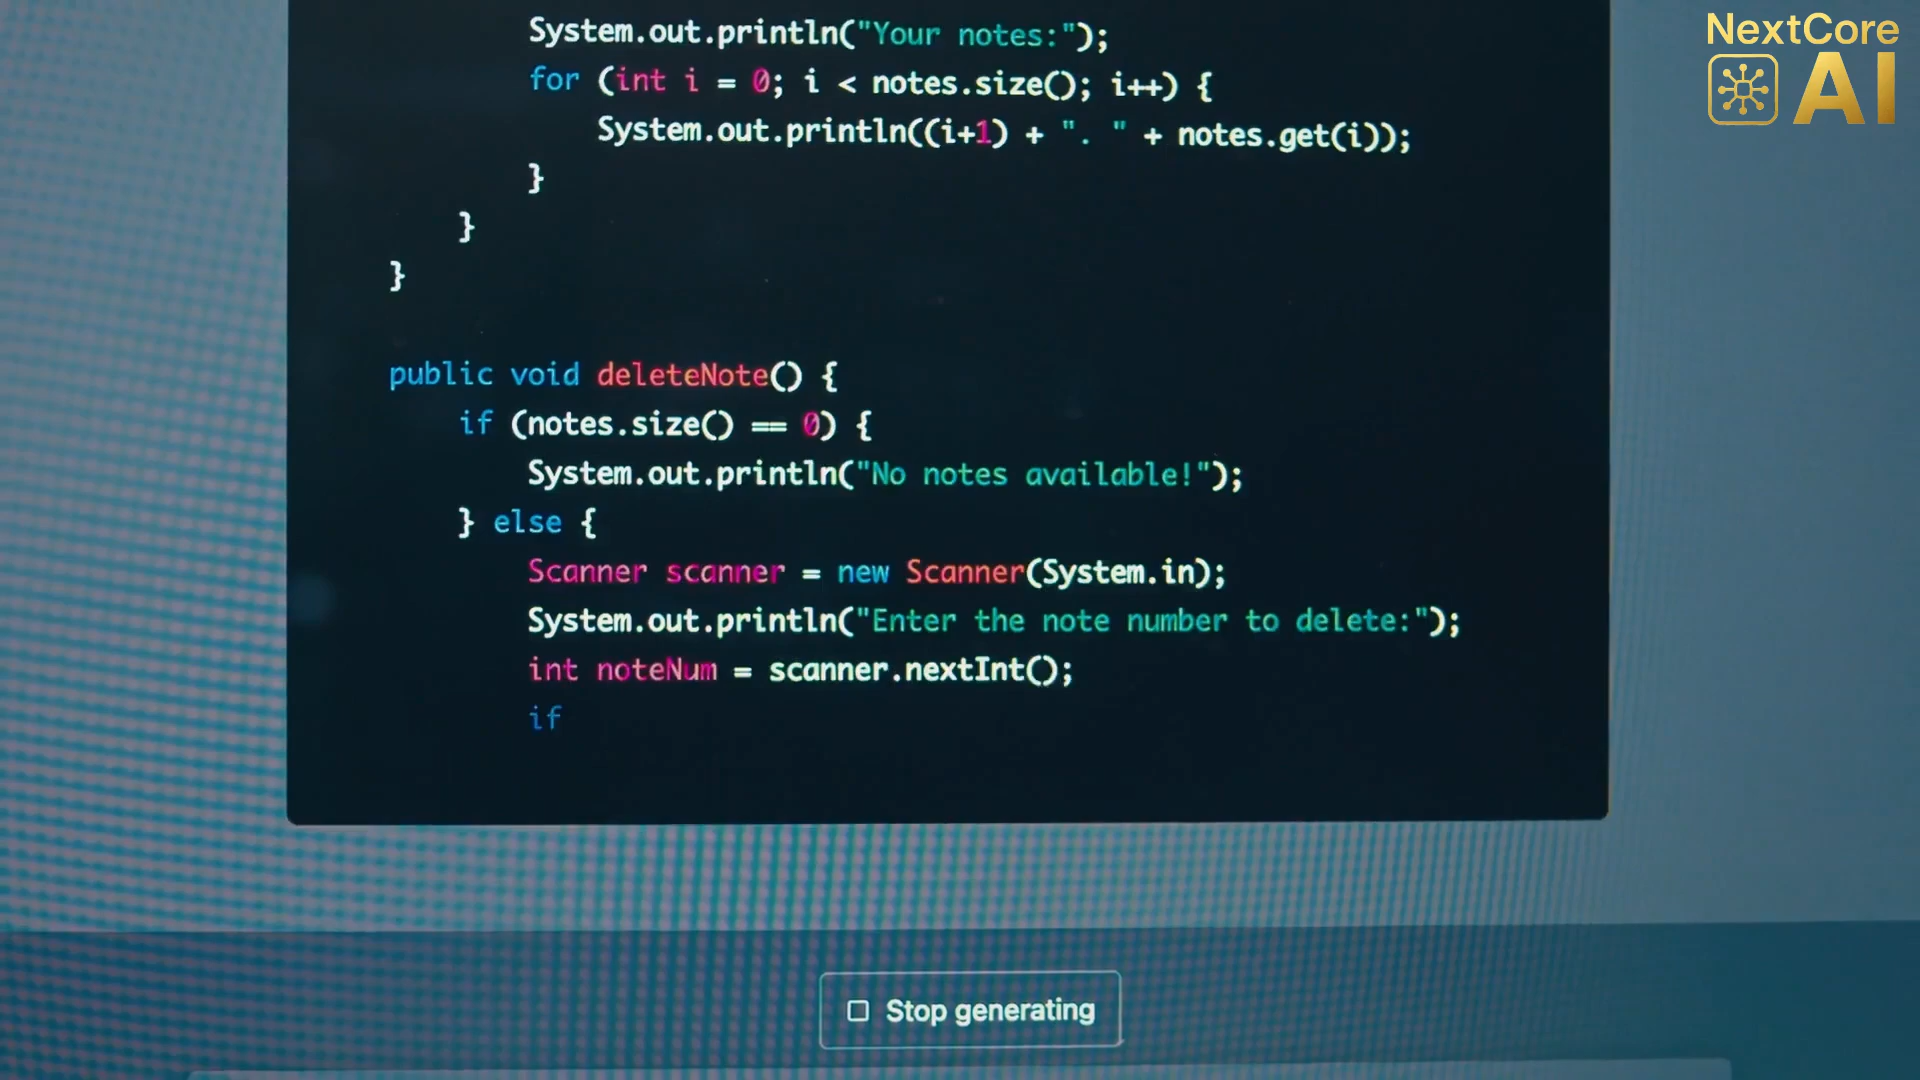 NextCore
AI
System.out.println("Your notes:");
for (int i = 0; i < notes.size(); i++) {
System.out.println((i+1) + ". " + notes.get(i));
}
}
}
public void deleteNote() {
if (notes.size() == 0) {
System.out.println("No notes available!");
} else {
Scanner scanner = new Scanner(System.in);
System.out.println("Enter the note number to delete:");
int noteNum = scanner.nextInt();
if
Stop generating